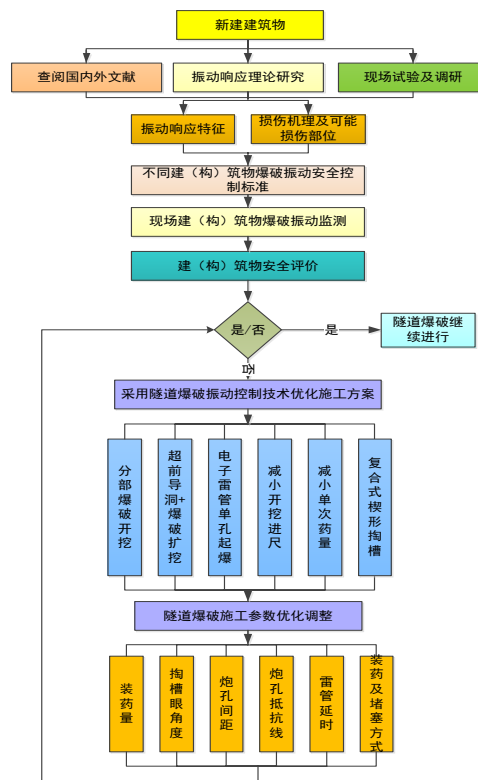 新建建筑物
查阅国内外文献
振动响应理论研究
现场试验及调研
振动响应特征
损伤机理及可能
损伤部位
不同建（构）筑物爆破振动安全控
制标准
现场建（构）筑物爆破振动监测
建（构）筑物安全评价
是/否
是
隧道爆破继
续进行
否
采用隧道爆破振动控制技术优化施工方案
分部爆破开挖
超前导洞+爆破扩挖
电子雷管单孔起爆
减小开挖进尺
减小单次药量
复合式楔形掏槽
隧道爆破施工参数优化调整
装药量
掏槽眼角度
炮孔间距
炮孔抵抗线
雷管延时
装药及堵塞方式